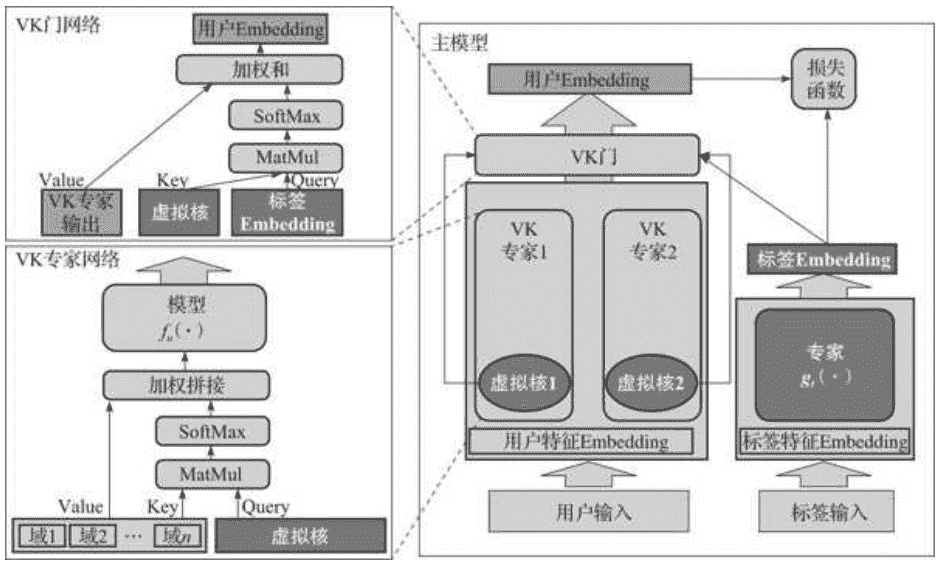 VK门网络
用户Embedding
加权和
SoftMax
MatMul
Value
Key
Query
VK专家
输出
虚拟核
标签
Embedding
VK专家网络
模型
fu(·)
加权拼接
SoftMax
MatMul
Value
Key
Query
域1
域2
…
域n
虚拟核
主模型
用户Embedding
损失
函数
VK门
VK
专家1
VK
专家2
标签Embedding
虚拟核1
虚拟核2
专家
gt(·)
用户特征Embedding
标签特征Embedding
用户输入
标签输入